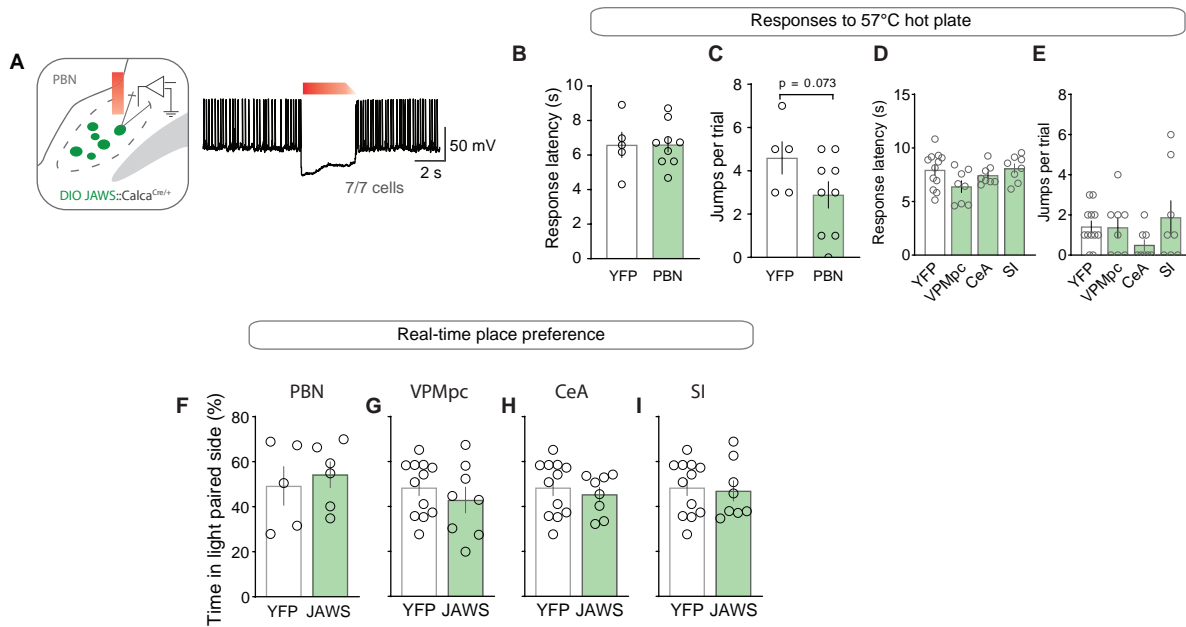 Responses to 57°C hot plate
A
PBN
DIO JAWS::Calca^Cre/+
50 mV
2 s
7/7 cells
B
Response latency (s)
10
8
6
4
2
0
YFP PBN
C
p = 0.073
Jumps per trial
8
6
4
2
0
YFP PBN
D
Response latency (s)
15
10
5
0
YFP VPMpc CeA SI
E
Jumps per trial
8
6
4
2
0
YFP VPMpc CeA SI
Real-time place preference
F
PBN
Time in light paired side (%)
80
60
40
20
0
YFP JAWS
G
VPMpc
YFP JAWS
H
CeA
YFP JAWS
I
SI
YFP JAWS